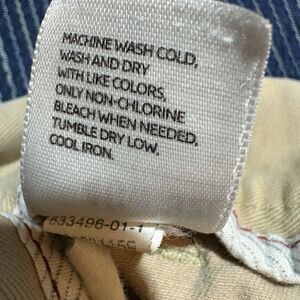 MACHINE WASH COLD,
WASH AND DRY
WITH LIKE COLORS,
ONLY NON-CHLORINE
BLEACH WHEN NEEDED,
TUMBLE DRY LOW,
COOL IRON.
633496-01-1